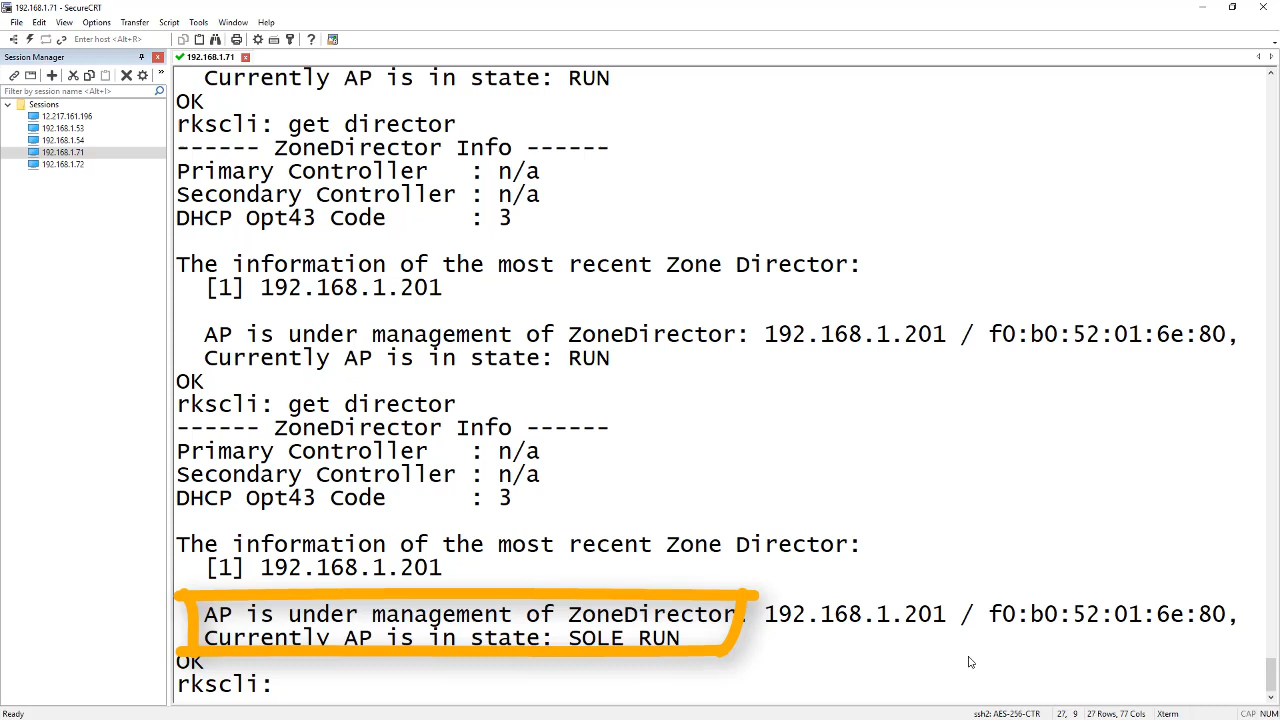 192.168.1.71 - SecureCRT
File Edit View Options Transfer Script Tools Window Help
Enter host <Alt+R>
Session Manager
192.168.1.71
Filter by session name <Alt+I>
Sessions
12.217.161.196
192.168.1.53
192.168.1.54
192.168.1.71
192.168.1.72
Currently AP is in state: RUN
OK
rkscli: get director
------ ZoneDirector Info ------
Primary Controller : n/a
Secondary Controller : n/a
DHCP Opt43 Code : 3
The information of the most recent Zone Director:
[1] 192.168.1.201
AP is under management of ZoneDirector: 192.168.1.201 / f0:b0:52:01:6e:80,
Currently AP is in state: RUN
OK
rkscli: get director
------ ZoneDirector Info ------
Primary Controller : n/a
Secondary Controller : n/a
DHCP Opt43 Code : 3
The information of the most recent Zone Director:
[1] 192.168.1.201
AP is under management of ZoneDirector: 192.168.1.201 / f0:b0:52:01:6e:80,
Currently AP is in state: SOLE RUN
OK
rkscli:
Ready
ssh2: AES-256-CTR 27, 9 27 Rows, 77 Cols Xterm CAP NUM